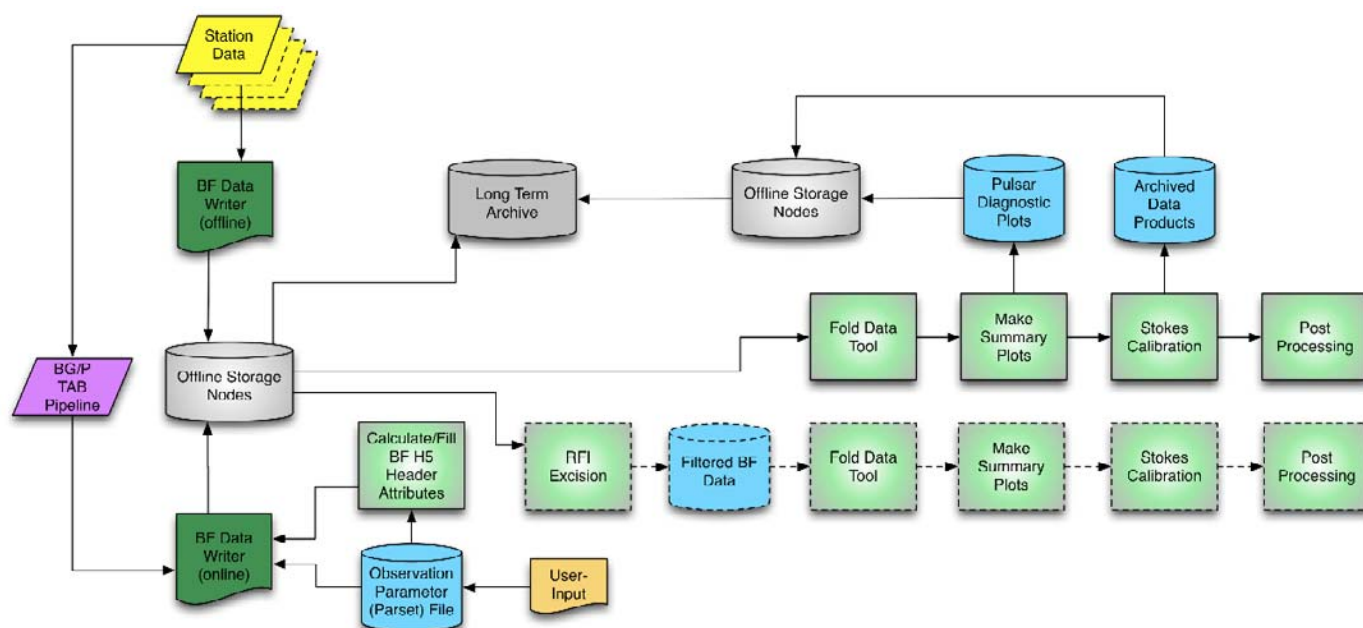 Station
Data
BF Data
Writer
(offline)
Long Term
Archive
Offline Storage
Nodes
Pulsar
Diagnostic
Plots
Archived
Data
Products
BG/P
TAB
Pipeline
Offline Storage
Nodes
Fold Data
Tool
Make
Summary
Plots
Stokes
Calibration
Post
Processing
Calculate/Fill
BF H5
Header
Attributes
RFI
Excision
Filtered BF
Data
Fold Data
Tool
Make
Summary
Plots
Stokes
Calibration
Post
Processing
BF Data
Writer
(online)
Observation
Parameter
(Parset) File
User-
Input